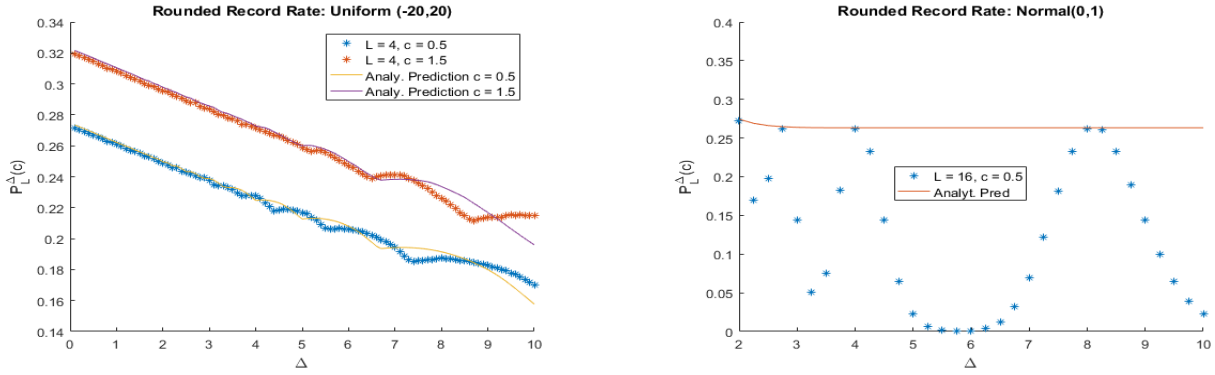 Rounded Record Rate: Uniform (-20,20)
0.34
0.32
0.3
0.28
0.26
0.24
0.22
0.2
0.18
0.16
0.14
P_L^Δ(c)
L = 4, c = 0.5
L = 4, c = 1.5
Analy. Prediction c = 0.5
Analy. Prediction c = 1.5
0 1 2 3 4 5 6 7 8 9 10
Δ
Rounded Record Rate: Normal(0,1)
0.4
0.35
0.3
0.25
0.2
0.15
0.1
0.05
0
P_L^Δ(c)
L = 16, c = 0.5
Analyt. Pred
2 3 4 5 6 7 8 9 10
Δ